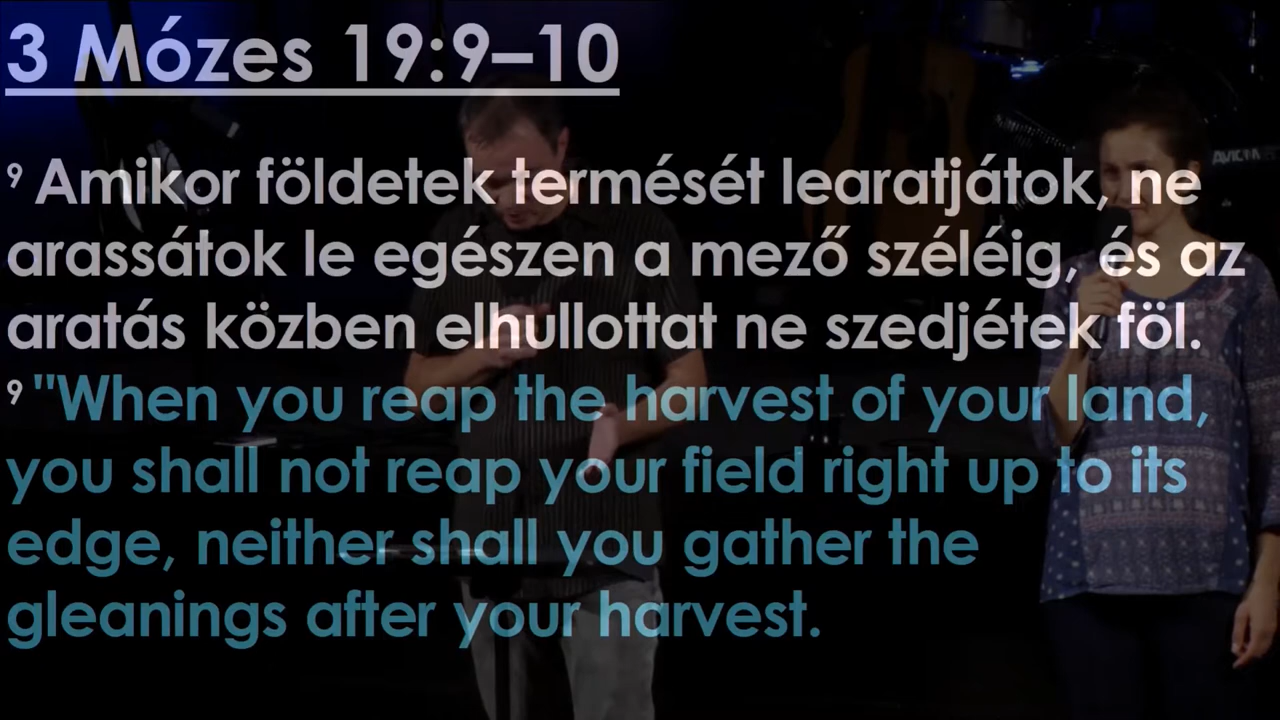 3 Mózes 19:9–10
9 Amikor földetek termését learatjátok, ne
arassátok le egészen a mező széléig, és az
aratás közben elhullottat ne szedjétek föl.
9 "When you reap the harvest of your land,
you shall not reap your field right up to its
edge, neither shall you gather the
gleanings after your harvest.